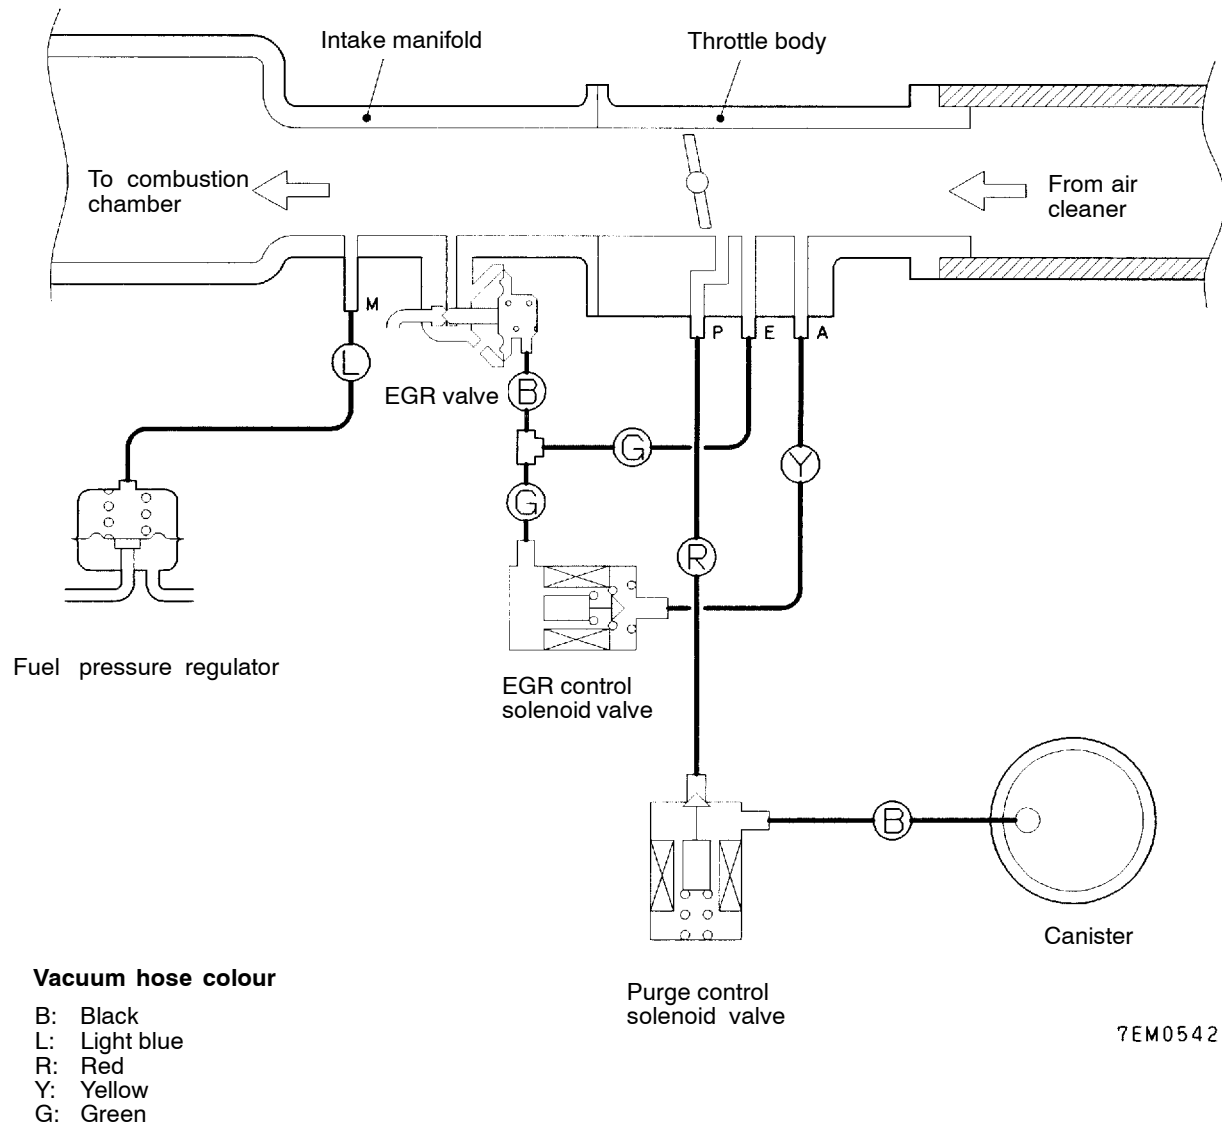 Intake manifold
Throttle body
To combustion
chamber
From air
cleaner
M
P
E
A
L
EGR valve
B
G
Y
G
R
Fuel pressure regulator
EGR control
solenoid valve
B
Canister
Purge control
solenoid valve
Vacuum hose colour
B: Black
L: Light blue
R: Red
Y: Yellow
G: Green
7EM0542